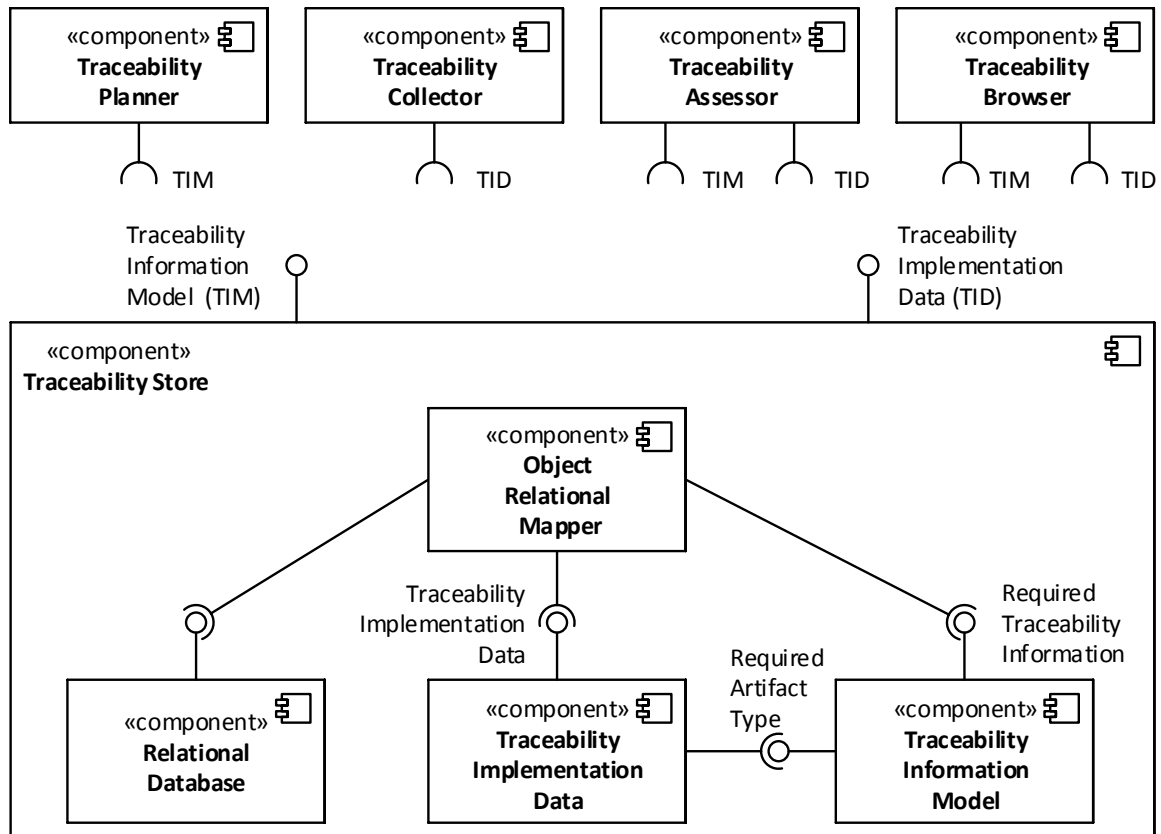 «component»
Traceability
Planner
«component»
Traceability
Collector
«component»
Traceability
Assessor
«component»
Traceability
Browser
TIM
TID
TIM
TID
TIM
TID
Traceability
Information
Model (TIM)
Traceability
Implementation
Data (TID)
«component»
Traceability Store
«component»
Object
Relational
Mapper
Traceability
Implementation
Data
Required
Traceability
Information
Required
Artifact
Type
«component»
Relational
Database
«component»
Traceability
Implementation
Data
«component»
Traceability
Information
Model